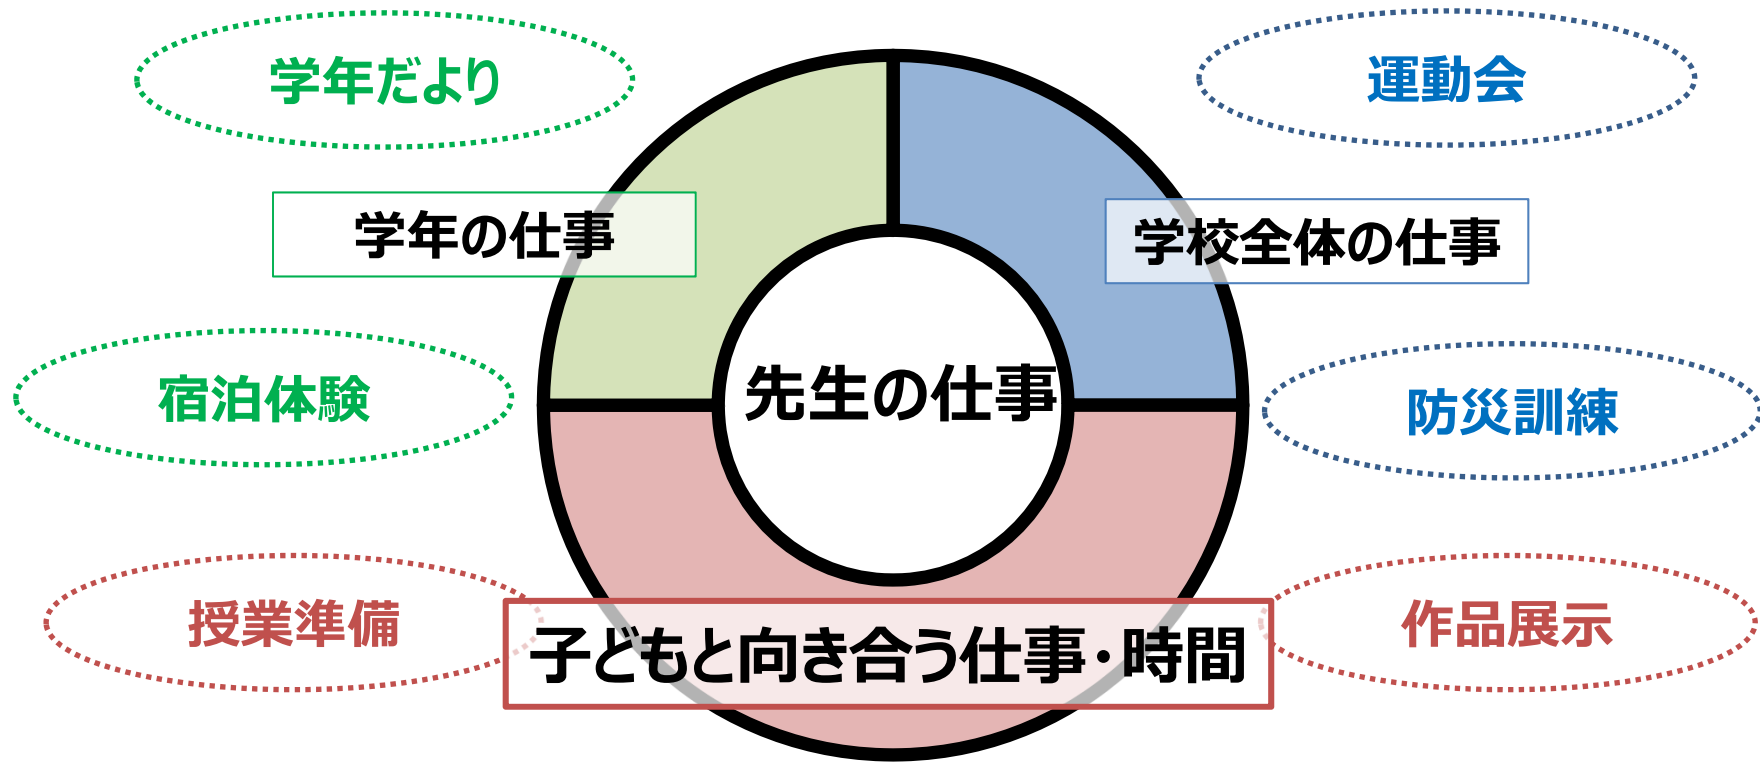 学年だより
運動会
学年の仕事
学校全体の仕事
先生の仕事
宿泊体験
防災訓練
授業準備
作品展示
子どもと向き合う仕事・時間